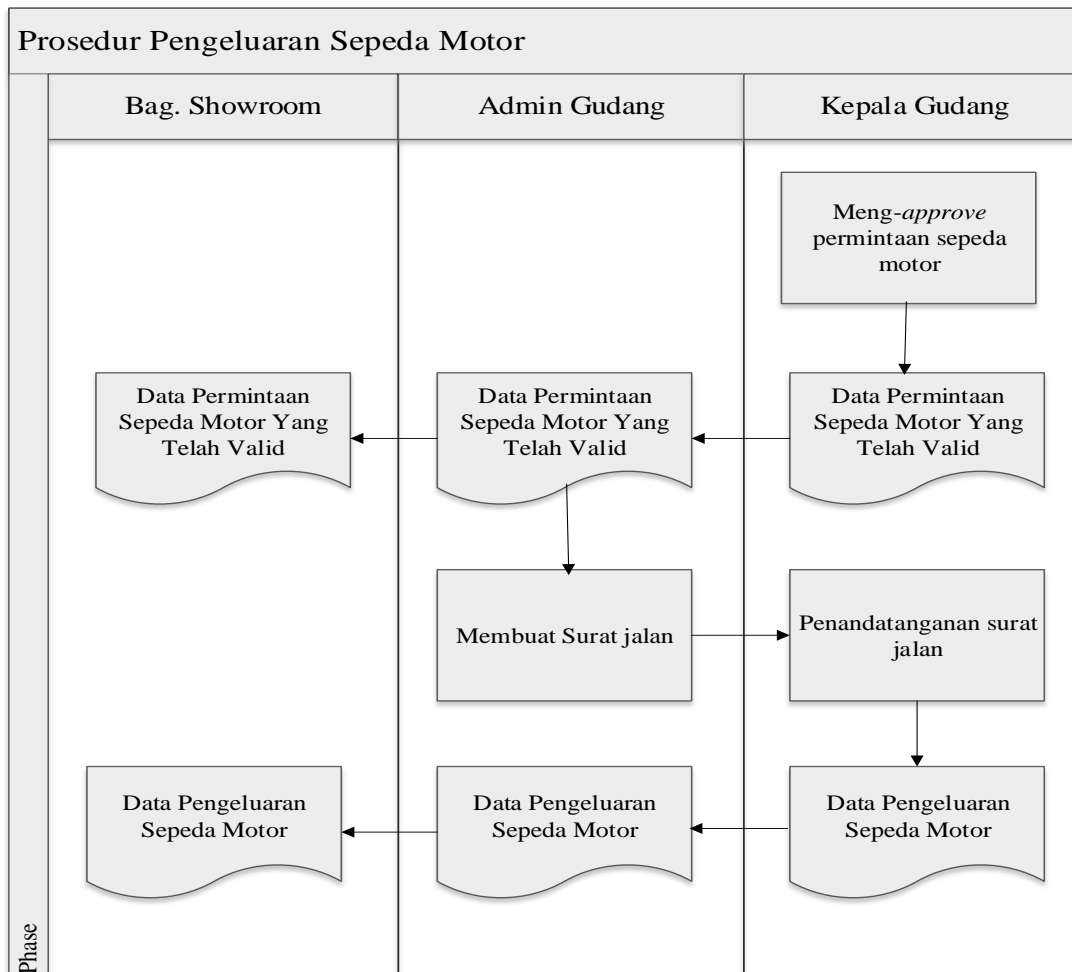 Prosedur Pengeluaran Sepeda Motor
Bag. Showroom
Admin Gudang
Kepala Gudang
Meng-approve
permintaan sepeda
motor
Data Permintaan
Sepeda Motor Yang
Telah Valid
Data Permintaan
Sepeda Motor Yang
Telah Valid
Data Permintaan
Sepeda Motor Yang
Telah Valid
Membuat Surat jalan
Penandatanganan surat
jalan
Data Pengeluaran
Sepeda Motor
Data Pengeluaran
Sepeda Motor
Data Pengeluaran
Sepeda Motor
Phase